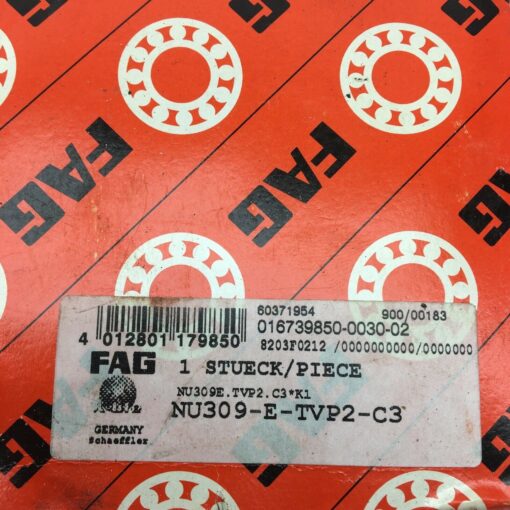 FAG
FAG
FAG
FAG
FAG
60371954 900/00183
016739850-0030-02
4 012801 179850
8203F0212 /0000000000/0000000
FAG 1 STUECK/PIECE
NU309E.TVP2.C3*K1
NU309-E-TVP2-C3
GERMANY
Schaeffler